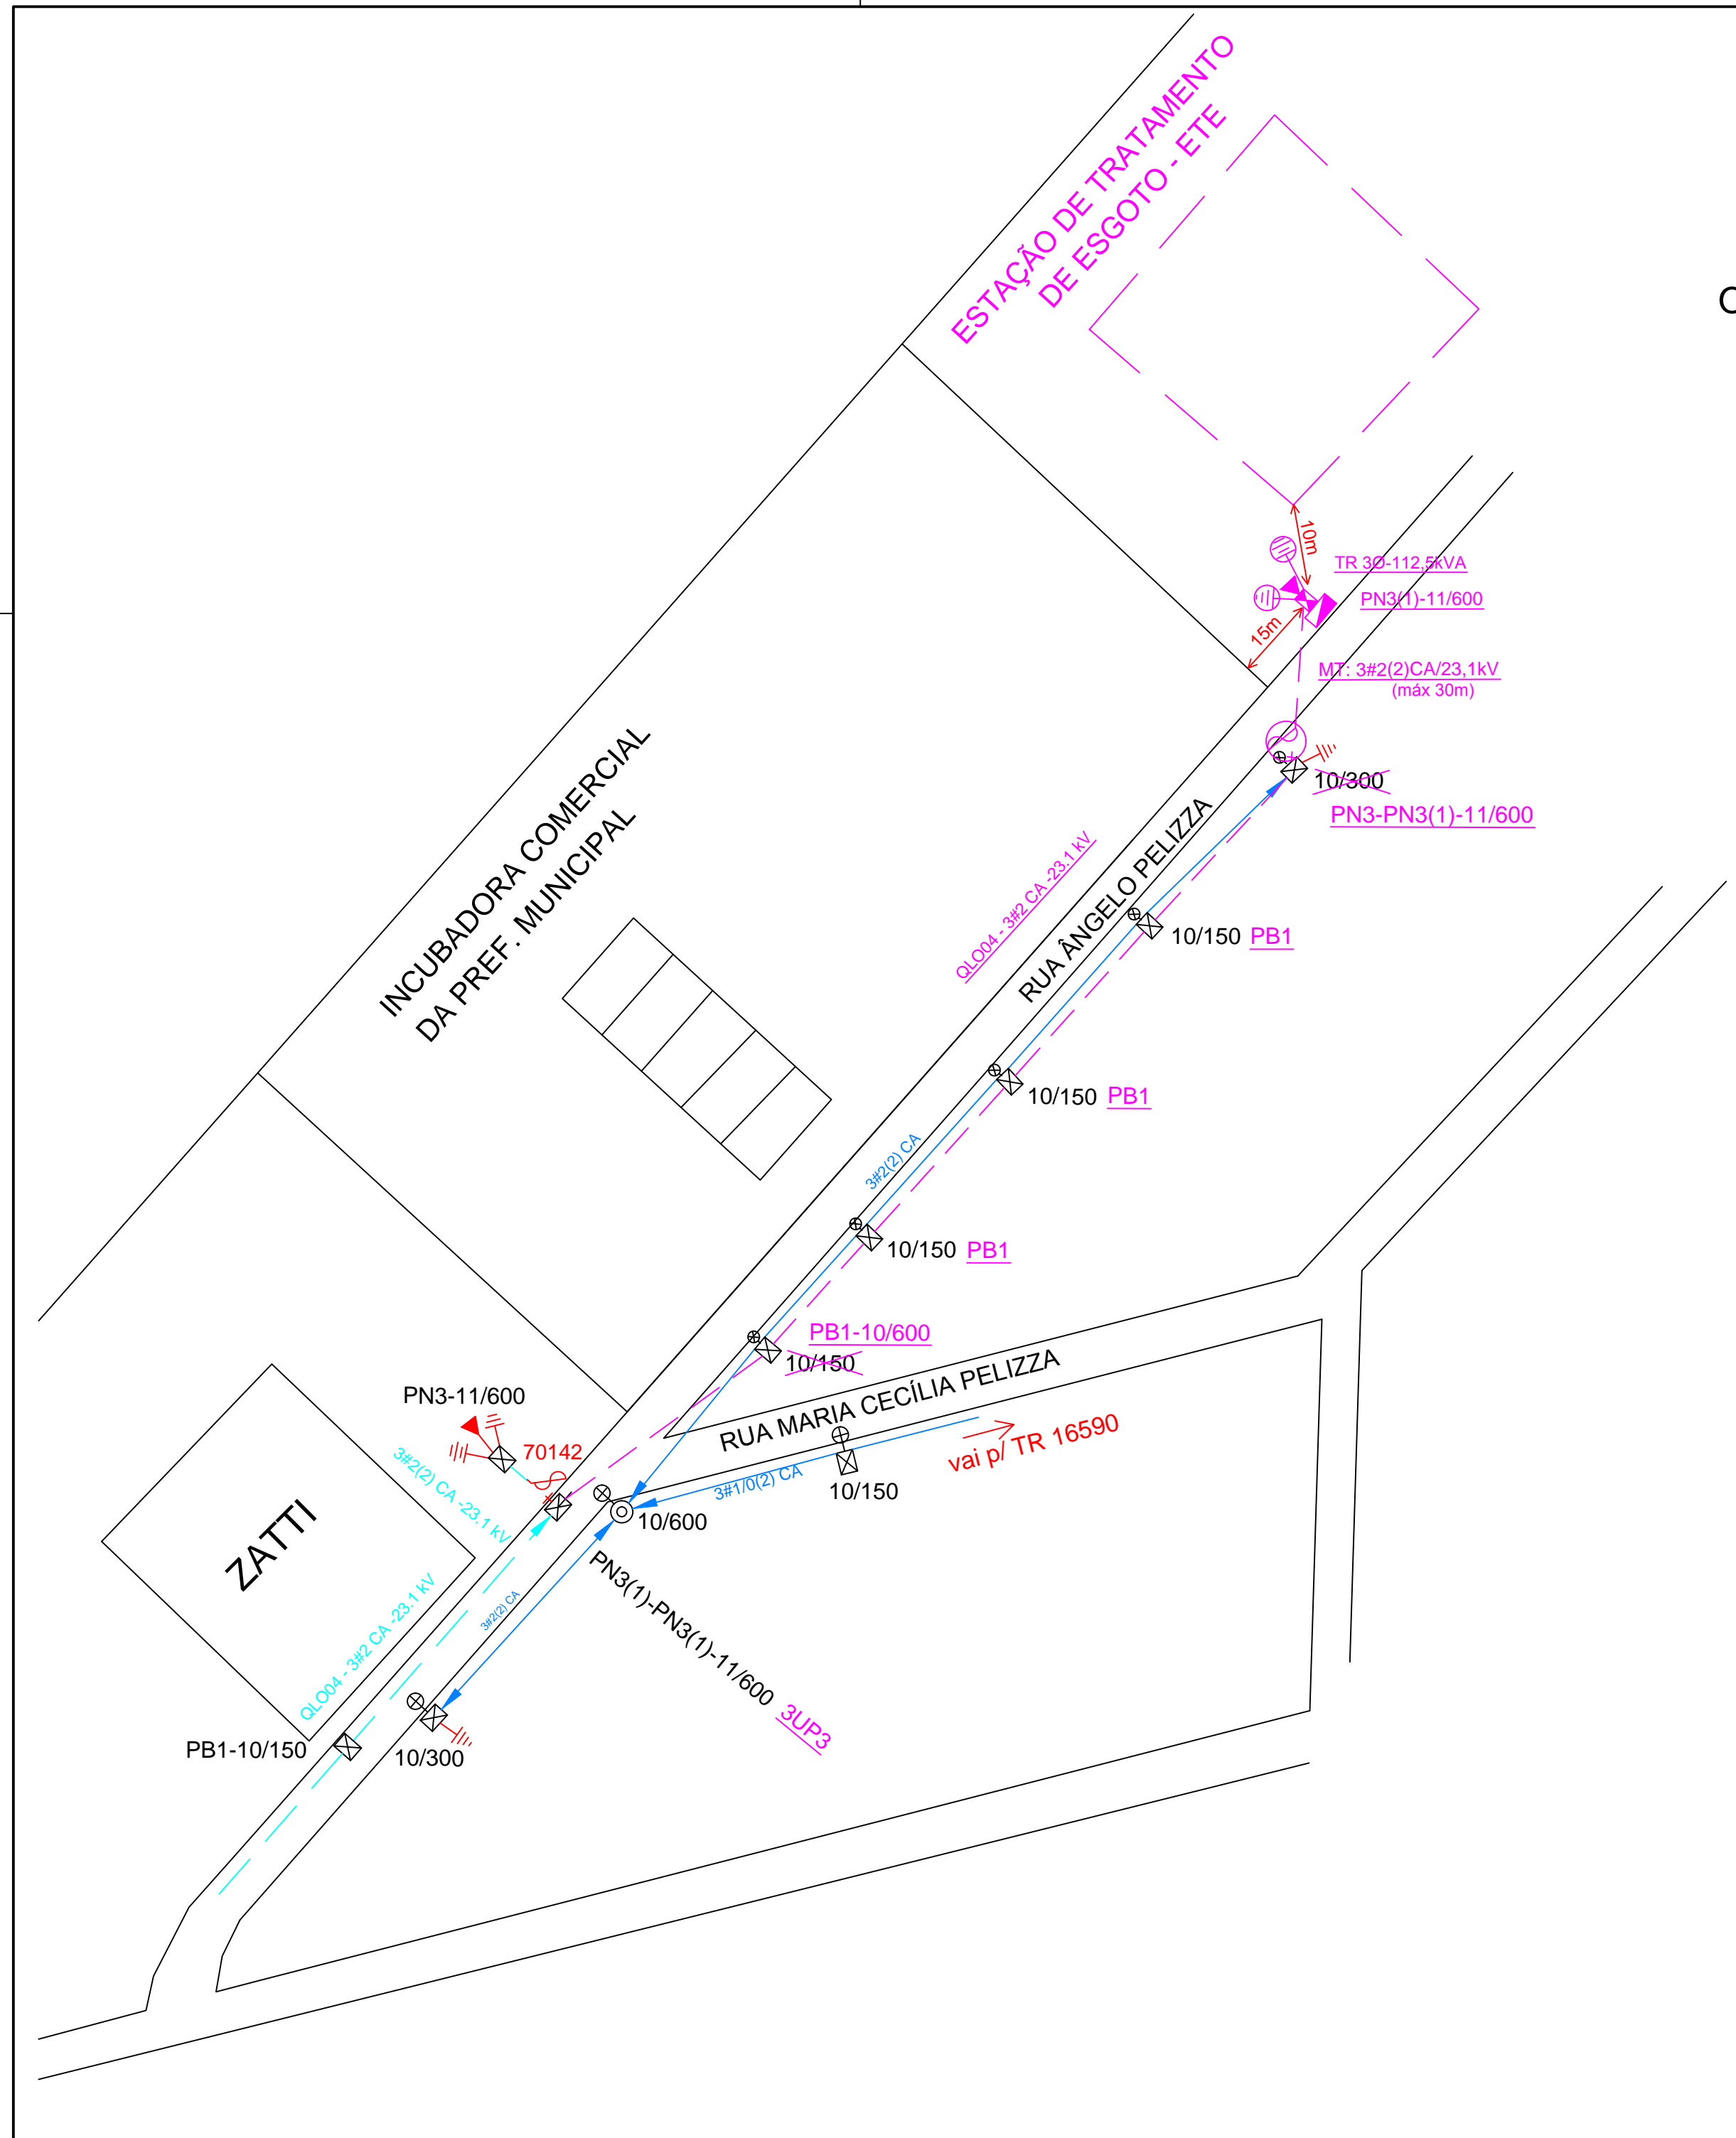 ESTAÇÃO DE TRATAMENTO
DE ESGOTO - ETE
10m
TR 3Ø-112,5kVA
PN3(1)-11/600
15m
MT: 3#2(2)CA/23,1kV
(máx 30m)
10/300
PN3-PN3(1)-11/600
INCUBADORA COMERCIAL
DA PREF. MUNICIPAL
QLO04 - 3#2 CA -23.1 kV
RUA ÂNGELO PELIZZA
10/150 PB1
10/150 PB1
3#2(2) CA
10/150 PB1
PB1-10/600
10/150
RUA MARIA CECÍLIA PELIZZA
PN3-11/600
70142
3#2(2) CA -23.1 kV
vai p/ TR 16590
3#1/0(2) CA
10/150
10/600
ZATTI
PN3(1)-PN3(1)-11/600 3UP3
QLO04 - 3#2 CA -23.1 kV
3#2(2) CA
PB1-10/150
10/300